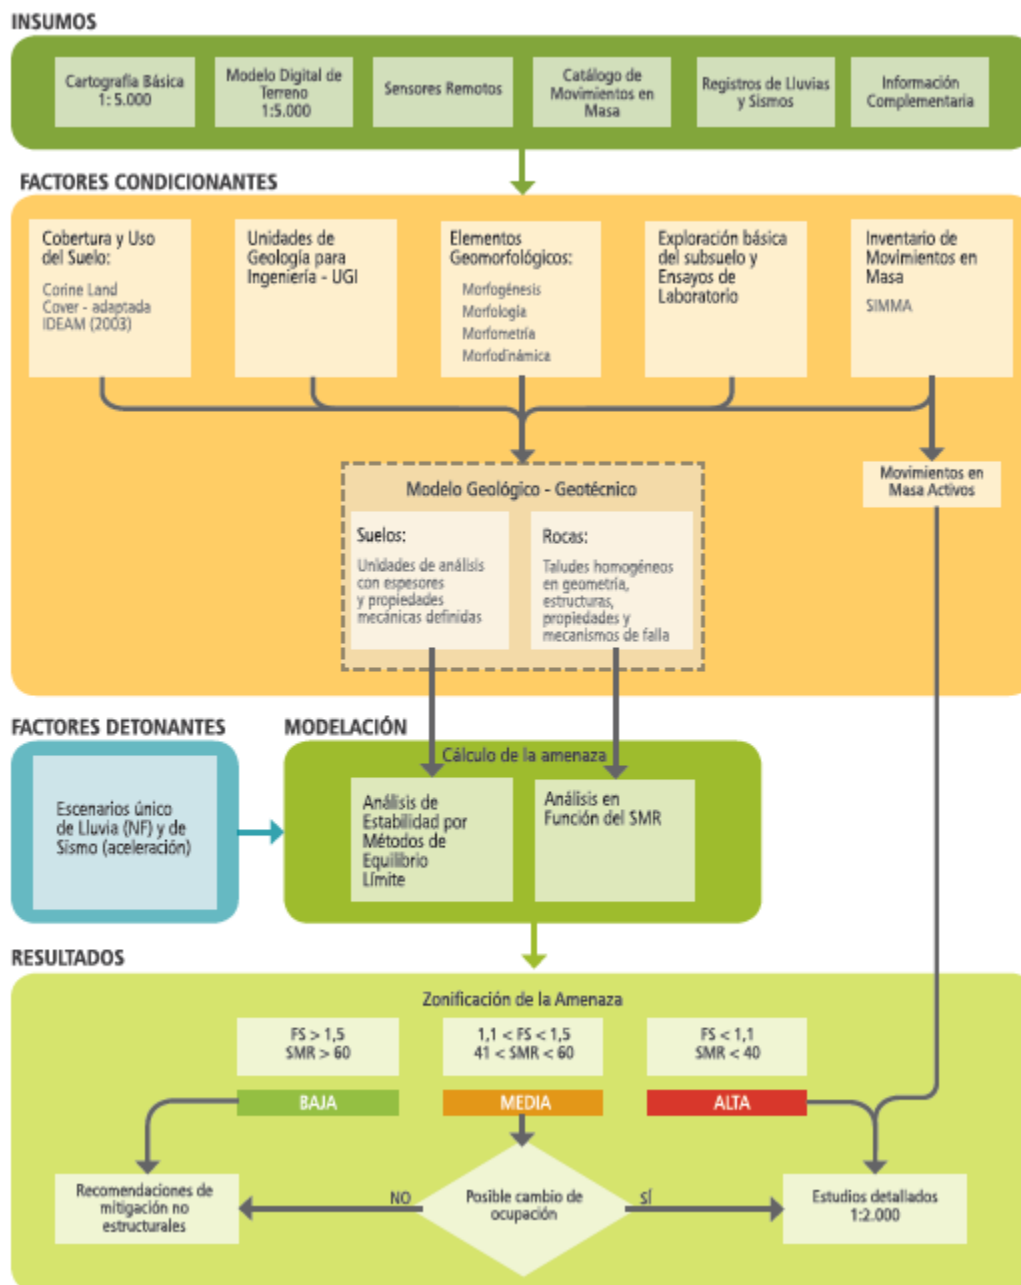 INSUMOS
Cartografía Básica
1: 5.000
Modelo Digital de
Terreno
1:5.000
Sensores Remotos
Catálogo de
Movimientos en
Masa
Registros de Lluvias
y Sismos
Información
Complementaria
FACTORES CONDICIONANTES
Cobertura y Uso
del Suelo:
Corine Land
Cover - adaptada
IDEAM (2003)
Unidades de
Geología para
Ingeniería - UGI
Elementos
Geomorfológicos:
Morfogénesis
Morfología
Morfometría
Morfodinámica
Exploración básica
del subsuelo y
Ensayos de
Laboratorio
Inventario de
Movimientos en
Masa
SIMMA
Movimientos en
Masa Activos
Modelo Geológico - Geotécnico
Suelos:
Unidades de análisis
con espesores
y propiedades
mecánicas definidas
Rocas:
Taludes homogéneos
en geometría,
estructuras,
propiedades y
mecanismos de falla
FACTORES DETONANTES
Escenarios único
de Lluvia (NF) y de
Sismo (aceleración)
MODELACIÓN
Cálculo de la amenaza
Análisis de
Estabilidad por
Métodos de
Equilibrio
Límite
Análisis en
Función del SMR
RESULTADOS
Zonificación de la Amenaza
FS > 1,5
SMR > 60
BAJA
1,1 < FS < 1,5
41 < SMR < 60
MEDIA
FS < 1,1
SMR < 40
ALTA
Recomendaciones de
mitigación no
estructurales
NO
Posible cambio de
ocupación
SÍ
Estudios detallados
1:2.000